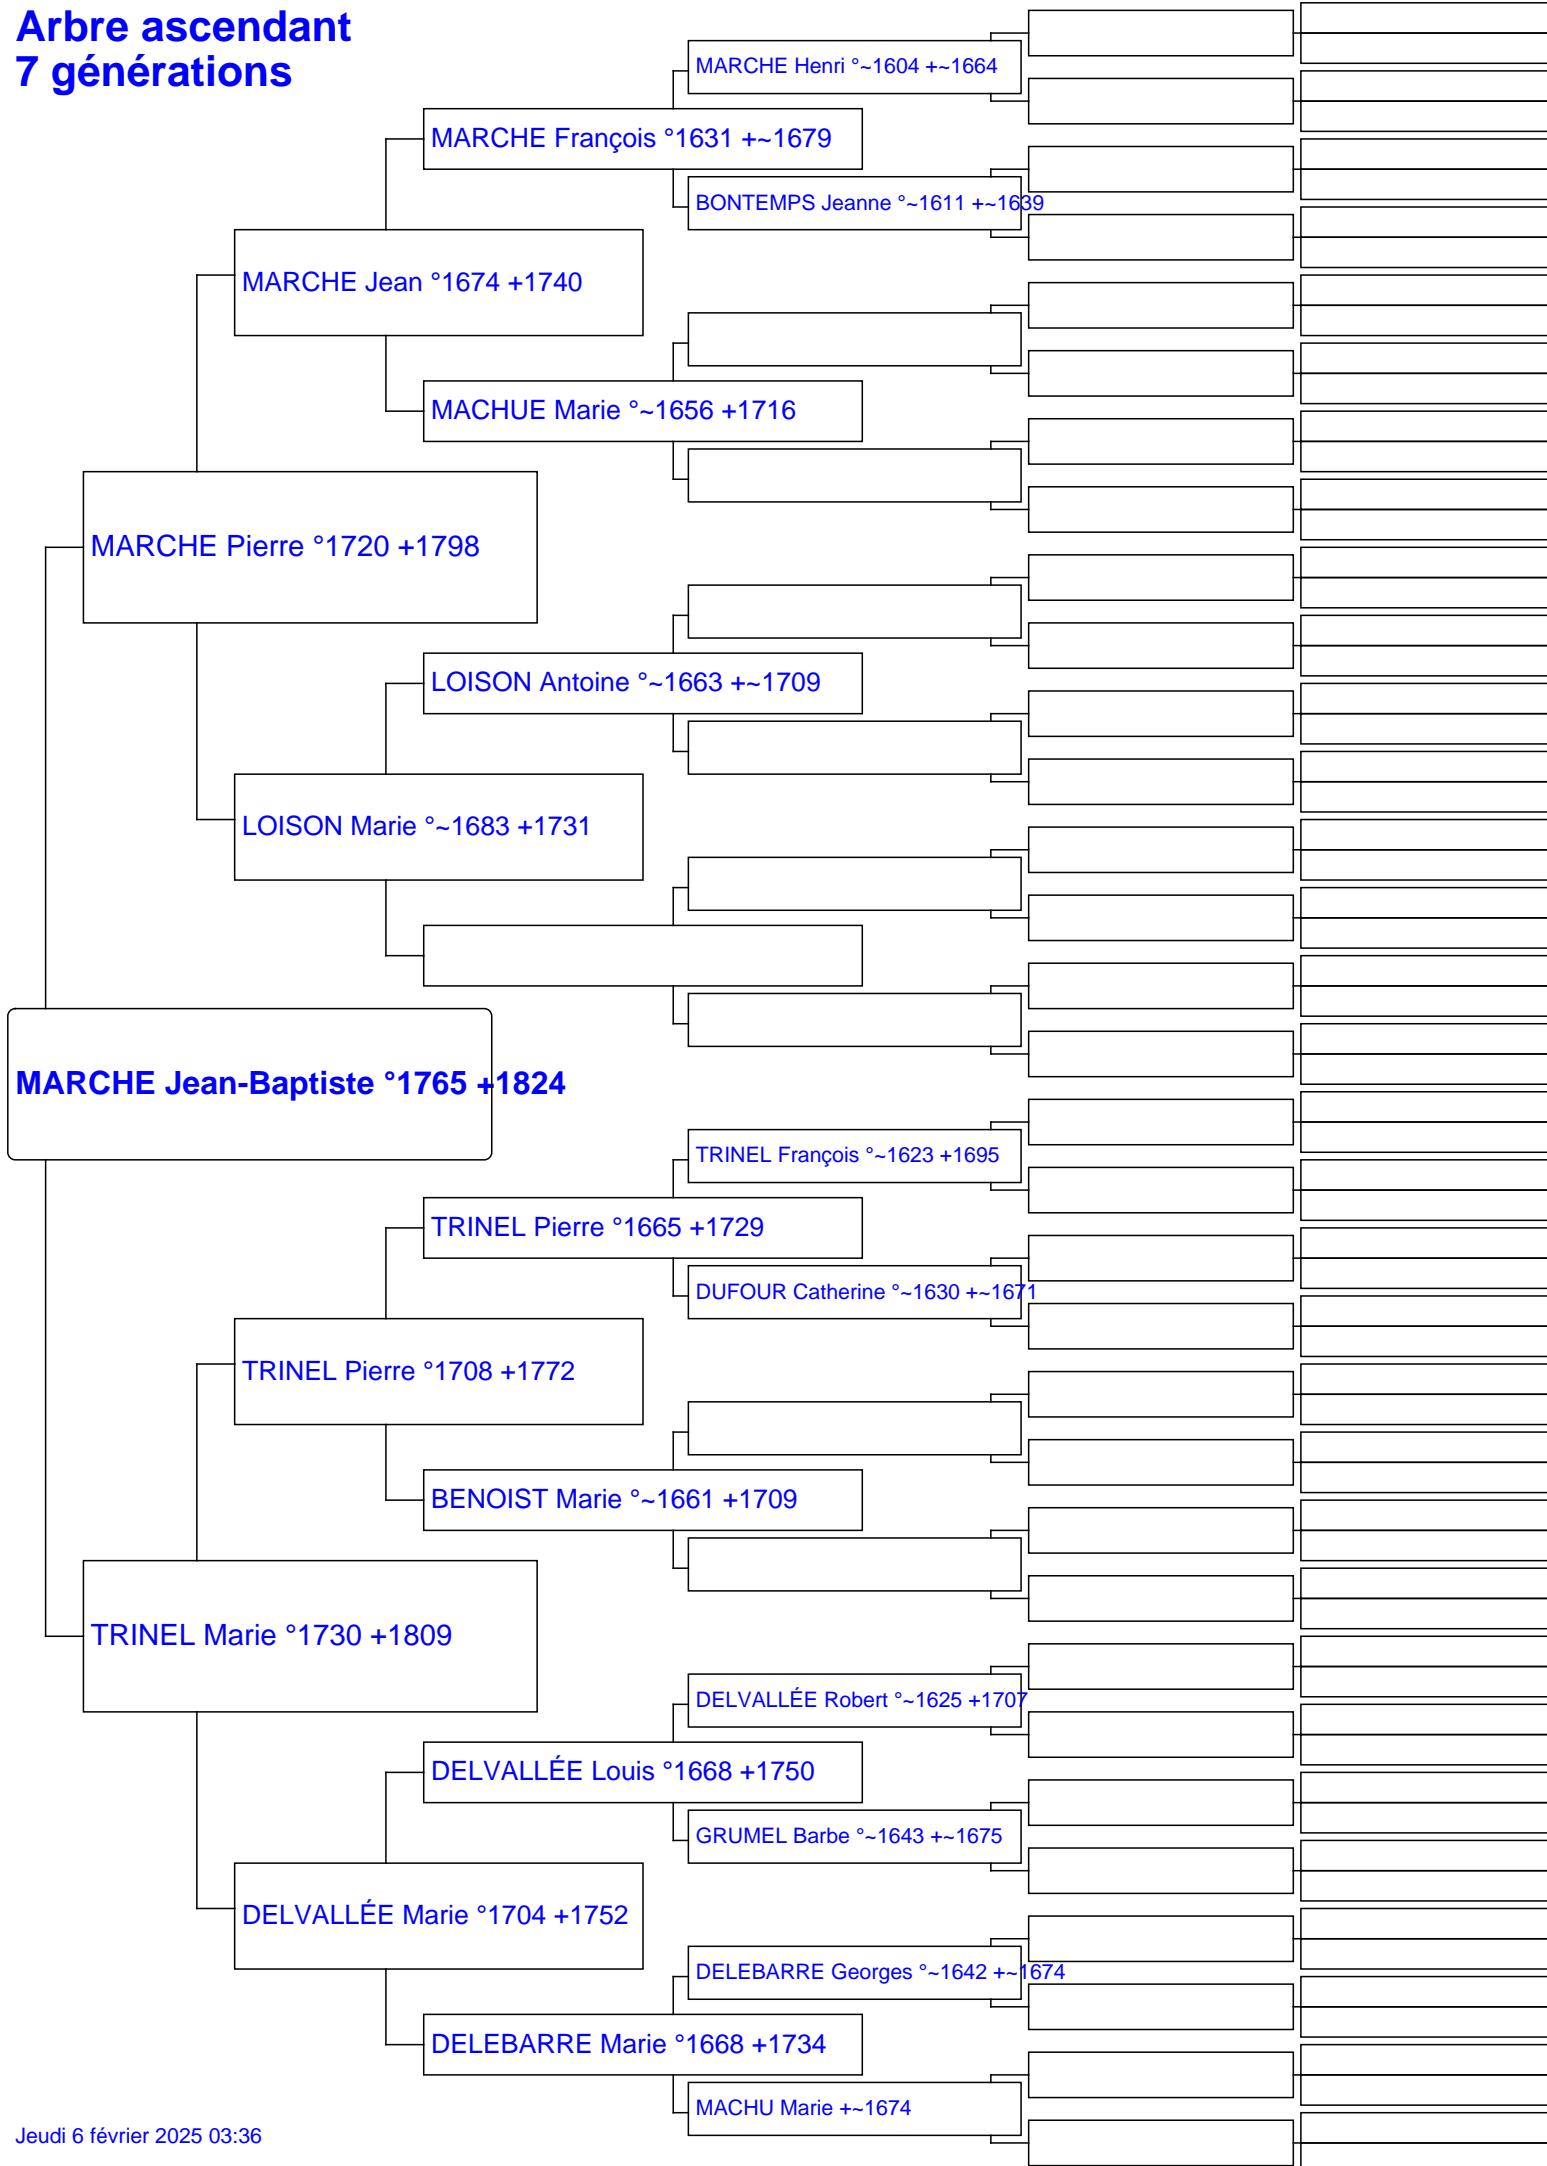 Arbre ascendant
7 générations
MARCHE Henri °~1604 +~1664
MARCHE François °1631 +~1679
BONTEMPS Jeanne °~1611 +~1639
MARCHE Jean °1674 +1740
MACHUE Marie °~1656 +1716
MARCHE Pierre °1720 +1798
LOISON Antoine °~1663 +~1709
LOISON Marie °~1683 +1731
MARCHE Jean-Baptiste °1765 +1824
TRINEL François °~1623 +1695
TRINEL Pierre °1665 +1729
DUFOUR Catherine °~1630 +~1671
TRINEL Pierre °1708 +1772
BENOIST Marie °~1661 +1709
TRINEL Marie °1730 +1809
DELVALLÉE Robert °~1625 +1707
DELVALLÉE Louis °1668 +1750
GRUMEL Barbe °~1643 +~1675
DELVALLÉE Marie °1704 +1752
DELEBARRE Georges °~1642 +~1674
DELEBARRE Marie °1668 +1734
MACHU Marie +~1674
Jeudi 6 février 2025 03:36